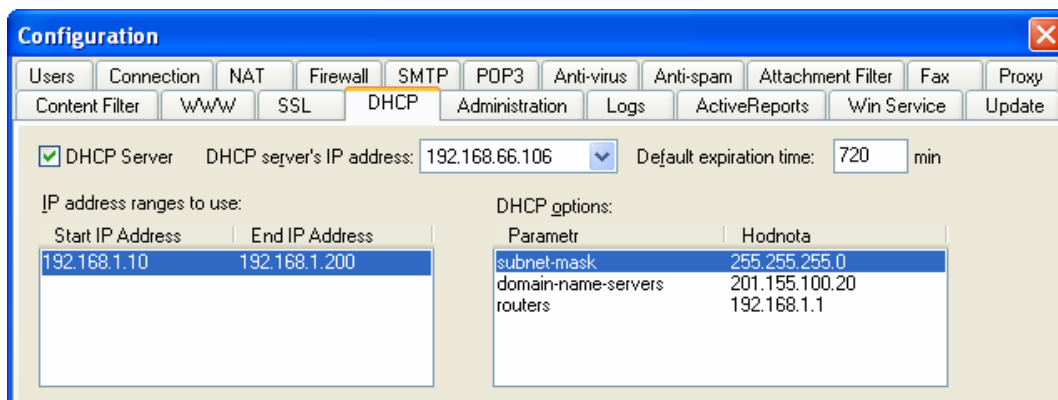 Configuration
Users Connection NAT Firewall SMTP POP3 Anti-virus Anti-spam Attachment Filter Fax Proxy
Content Filter WWW SSL DHCP Administration Logs ActiveReports Win Service Update
DHCP Server DHCP server's IP address: 192.168.66.106 Default expiration time: 720 min
IP address ranges to use: DHCP options:
Start IP Address End IP Address Parametr Hodnota
192.168.1.10 192.168.1.200 subnet-mask 255.255.255.0
domain-name-servers 201.155.100.20
routers 192.168.1.1